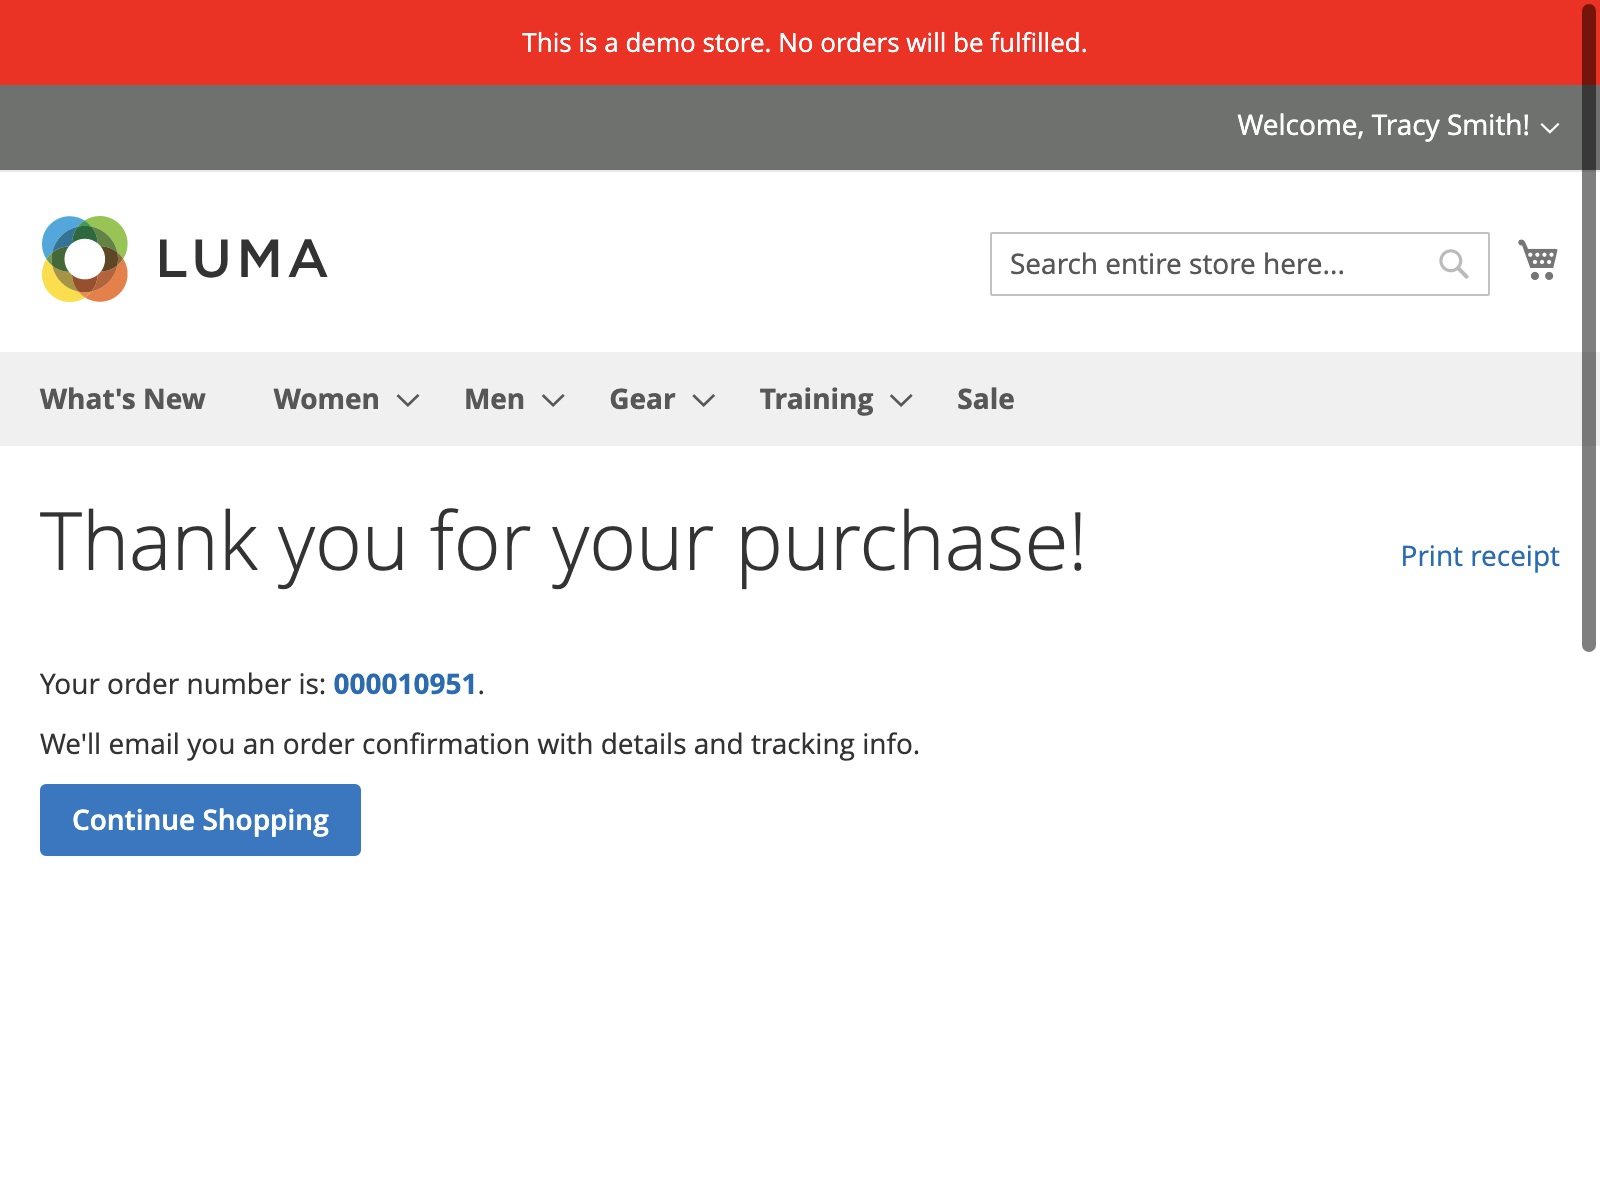 This is a demo store. No orders will be fulfilled.
Welcome, Tracy Smith!
LUMA
Search entire store here...
What's New Women Men Gear Training Sale
Thank you for your purchase!
Print receipt
Your order number is: 000010951.
We'll email you an order confirmation with details and tracking info.
Continue Shopping